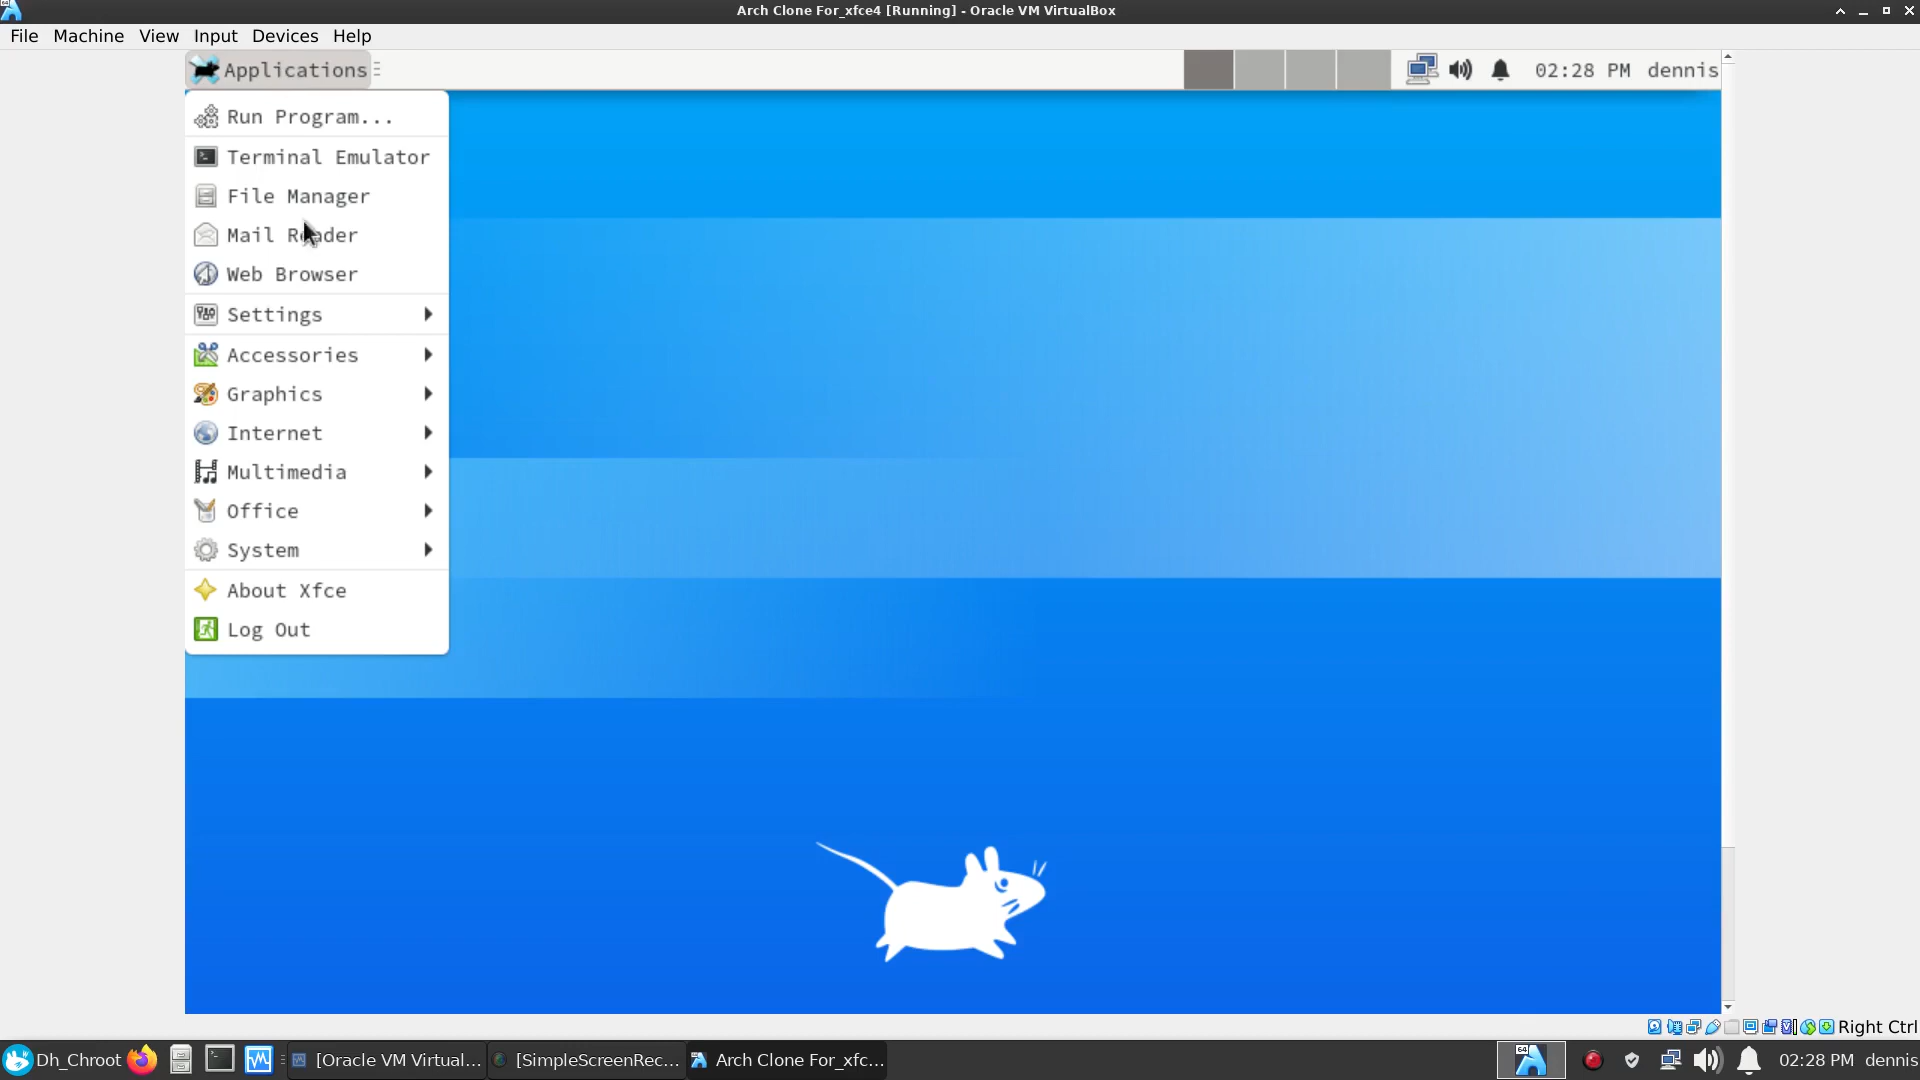 Arch Clone For_xfce4 [Running] - Oracle VM VirtualBox
File Machine View Input Devices Help
Applications 02:28 PM dennis
Run Program...
Terminal Emulator
File Manager
Mail Reader
Web Browser
Settings
Accessories
Graphics
Internet
Multimedia
Office
System
About Xfce
Log Out
Right Ctrl
Dh_Chroot [Oracle VM Virtual... [SimpleScreenRec... Arch Clone For_xfc... 64 02:28 PM dennis